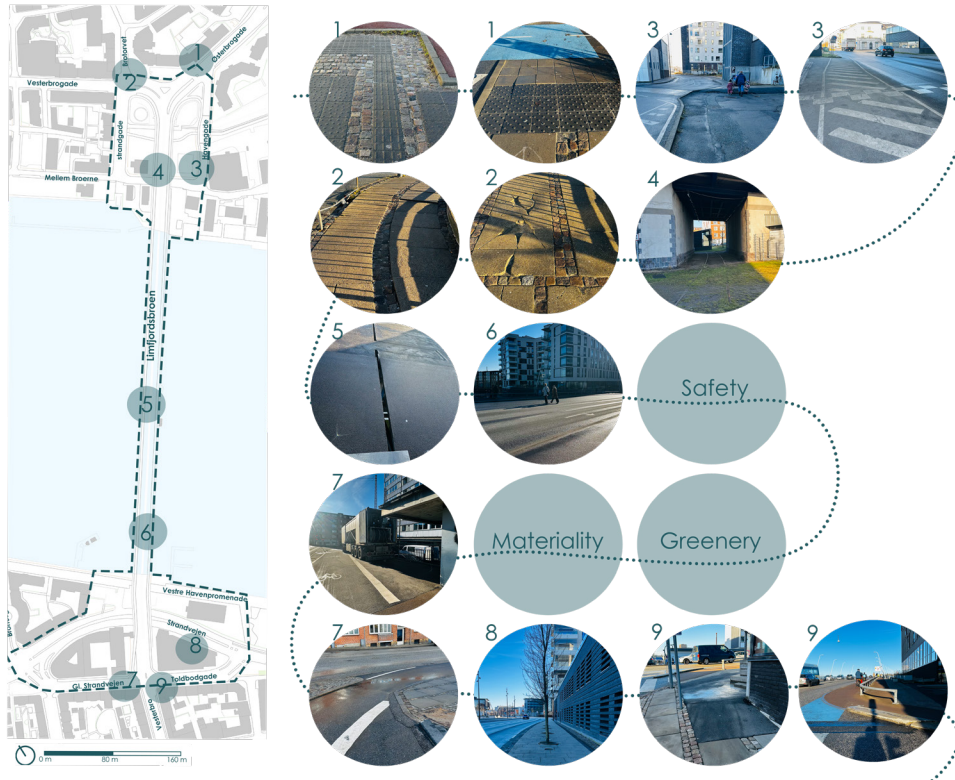 1
Østerbrogade
torvet
2
Vesterbrogade
strandgade
Havnegade
4
3
Mellem Broerne
Limfjordsbroen
5
6
Vestre Havnepromenade
Strandvejen
8
Gl. Strandvejen
7
Toldbodgade
9
Vesterbro
0 m
80 m
160 m
1
1
3
3
2
2
4
5
6
Safety
7
Materiality
Greenery
7
8
9
9